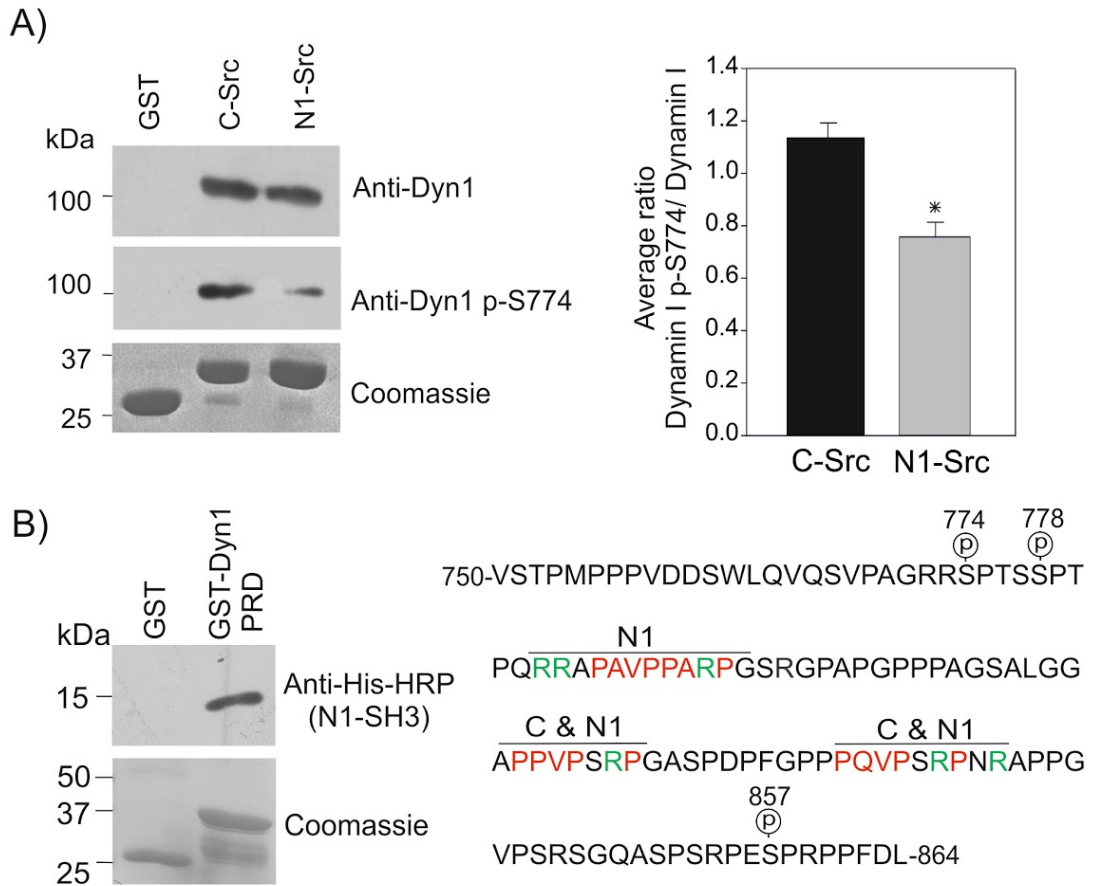 A)
GST
C-Src
N1-Src
kDa
100
Anti-Dyn1
100
Anti-Dyn1 p-S774
37
25
Coomassie
Average ratio
Dynamin I p-S774/ Dynamin I
1.4
1.2
1.0
0.8
0.6
0.4
0.2
0.0
*
C-Src N1-Src
B)
GST
GST-Dyn1
PRD
kDa
15
Anti-His-HRP
(N1-SH3)
50
37
25
Coomassie
774 778
p p
750-VSTPMPPPVDDSWLQVQSVPAGRRSPTSSPT
N1
PQRRAPAVPPARPGSRGPAPGPPPAGSALGG
C & N1 C & N1
APPVPSRPGASPDPFGPPPQVPSRPNRAPPG
857
p
VPSRSGQASPSRPESPRPPFDL-864